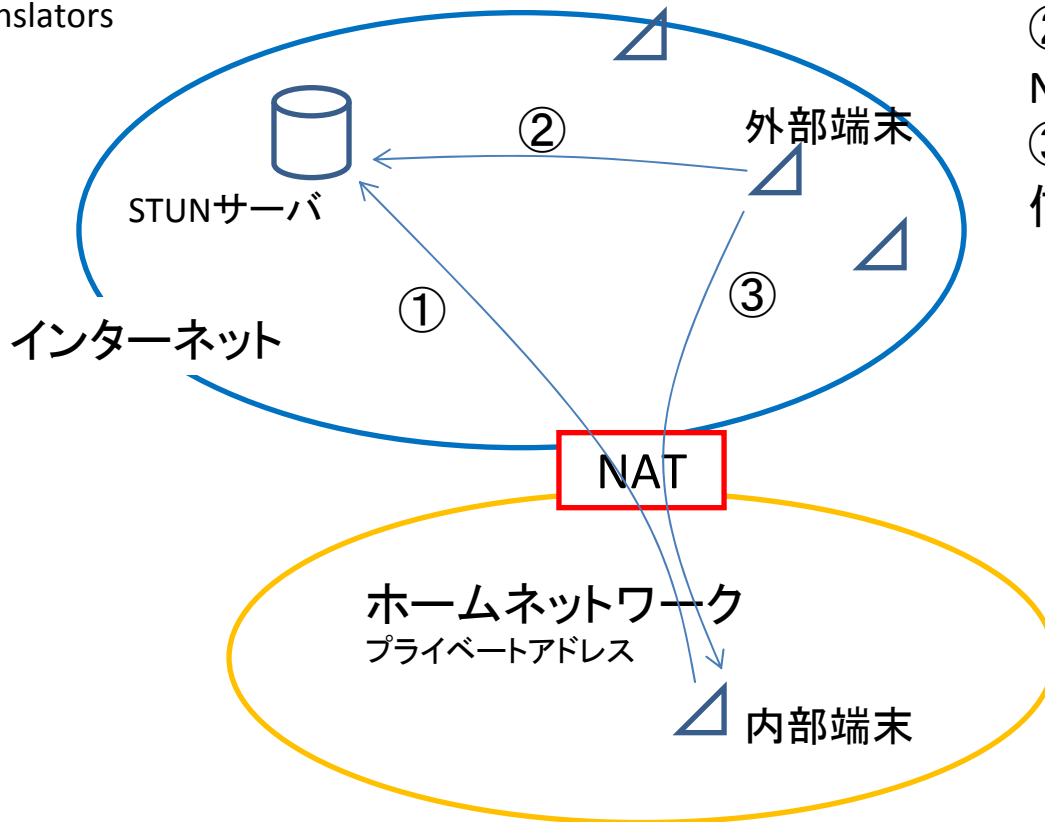 nslators
②
N
③
外部端末
②
STUNサーバ
①
③
インターネット
NAT
ホームネットワーク
プライベートアドレス
内部端末